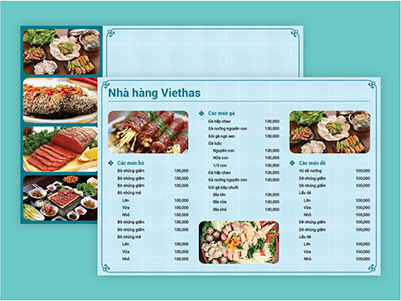 Nhà hàng Viethas
Các món bò
Bò nhúng giấm 100,000
Bò nhúng giấm 100,000
Bò nhúng giấm 100,000
Bò nhúng mẻ
Lớn 100,000
Vừa 100,000
Nhỏ 100,000
Bò nhúng giấm 100,000
Bò nhúng giấm 100,000
Bò nhúng mẻ
Lớn 100,000
Vừa 100,000
Nhỏ 100,000
Các món gà
Gà hấp chao 100,000
Gà nướng nguyên con 100,000
Gỏi gà ngó sen 100,000
Gà luộc
Nguyên con 100,000
Nửa con 100,000
1/3 con 100,000
Gà hấp chao 100,000
Gà nướng nguyên con 100,000
Gỏi gà bắp chuối
Đĩa lớn 100,000
Đĩa vừa 100,000
Đĩa nhỏ 100,000
Các món dê
Vú dê nướng 100,000
Dê nhúng giấm 100,000
Dê nhúng giấm 100,000
Lẩu dê
Lớn 100,000
Vừa 100,000
Nhỏ 100,000
Dê nhúng giấm 100,000
Dê nhúng giấm 100,000
Lẩu dê
Lớn 100,000
Vừa 100,000
Nhỏ 100,000